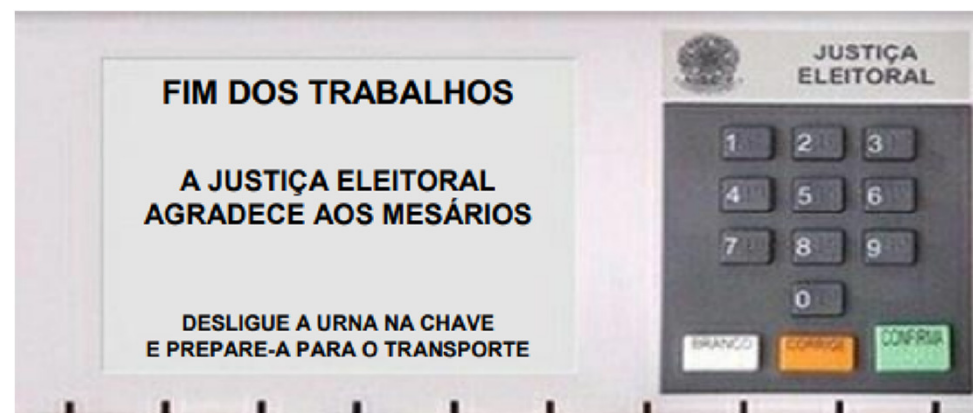 FIM DOS TRABALHOS
A JUSTIÇA ELEITORAL
AGRADECE AOS MESÁRIOS
DESLIGUE A URNA NA CHAVE
E PREPARE-A PARA O TRANSPORTE
JUSTIÇA
ELEITORAL
1 2 3
4 5 6
7 8 9
0
BRANCO CORRIGE CONFIRMA